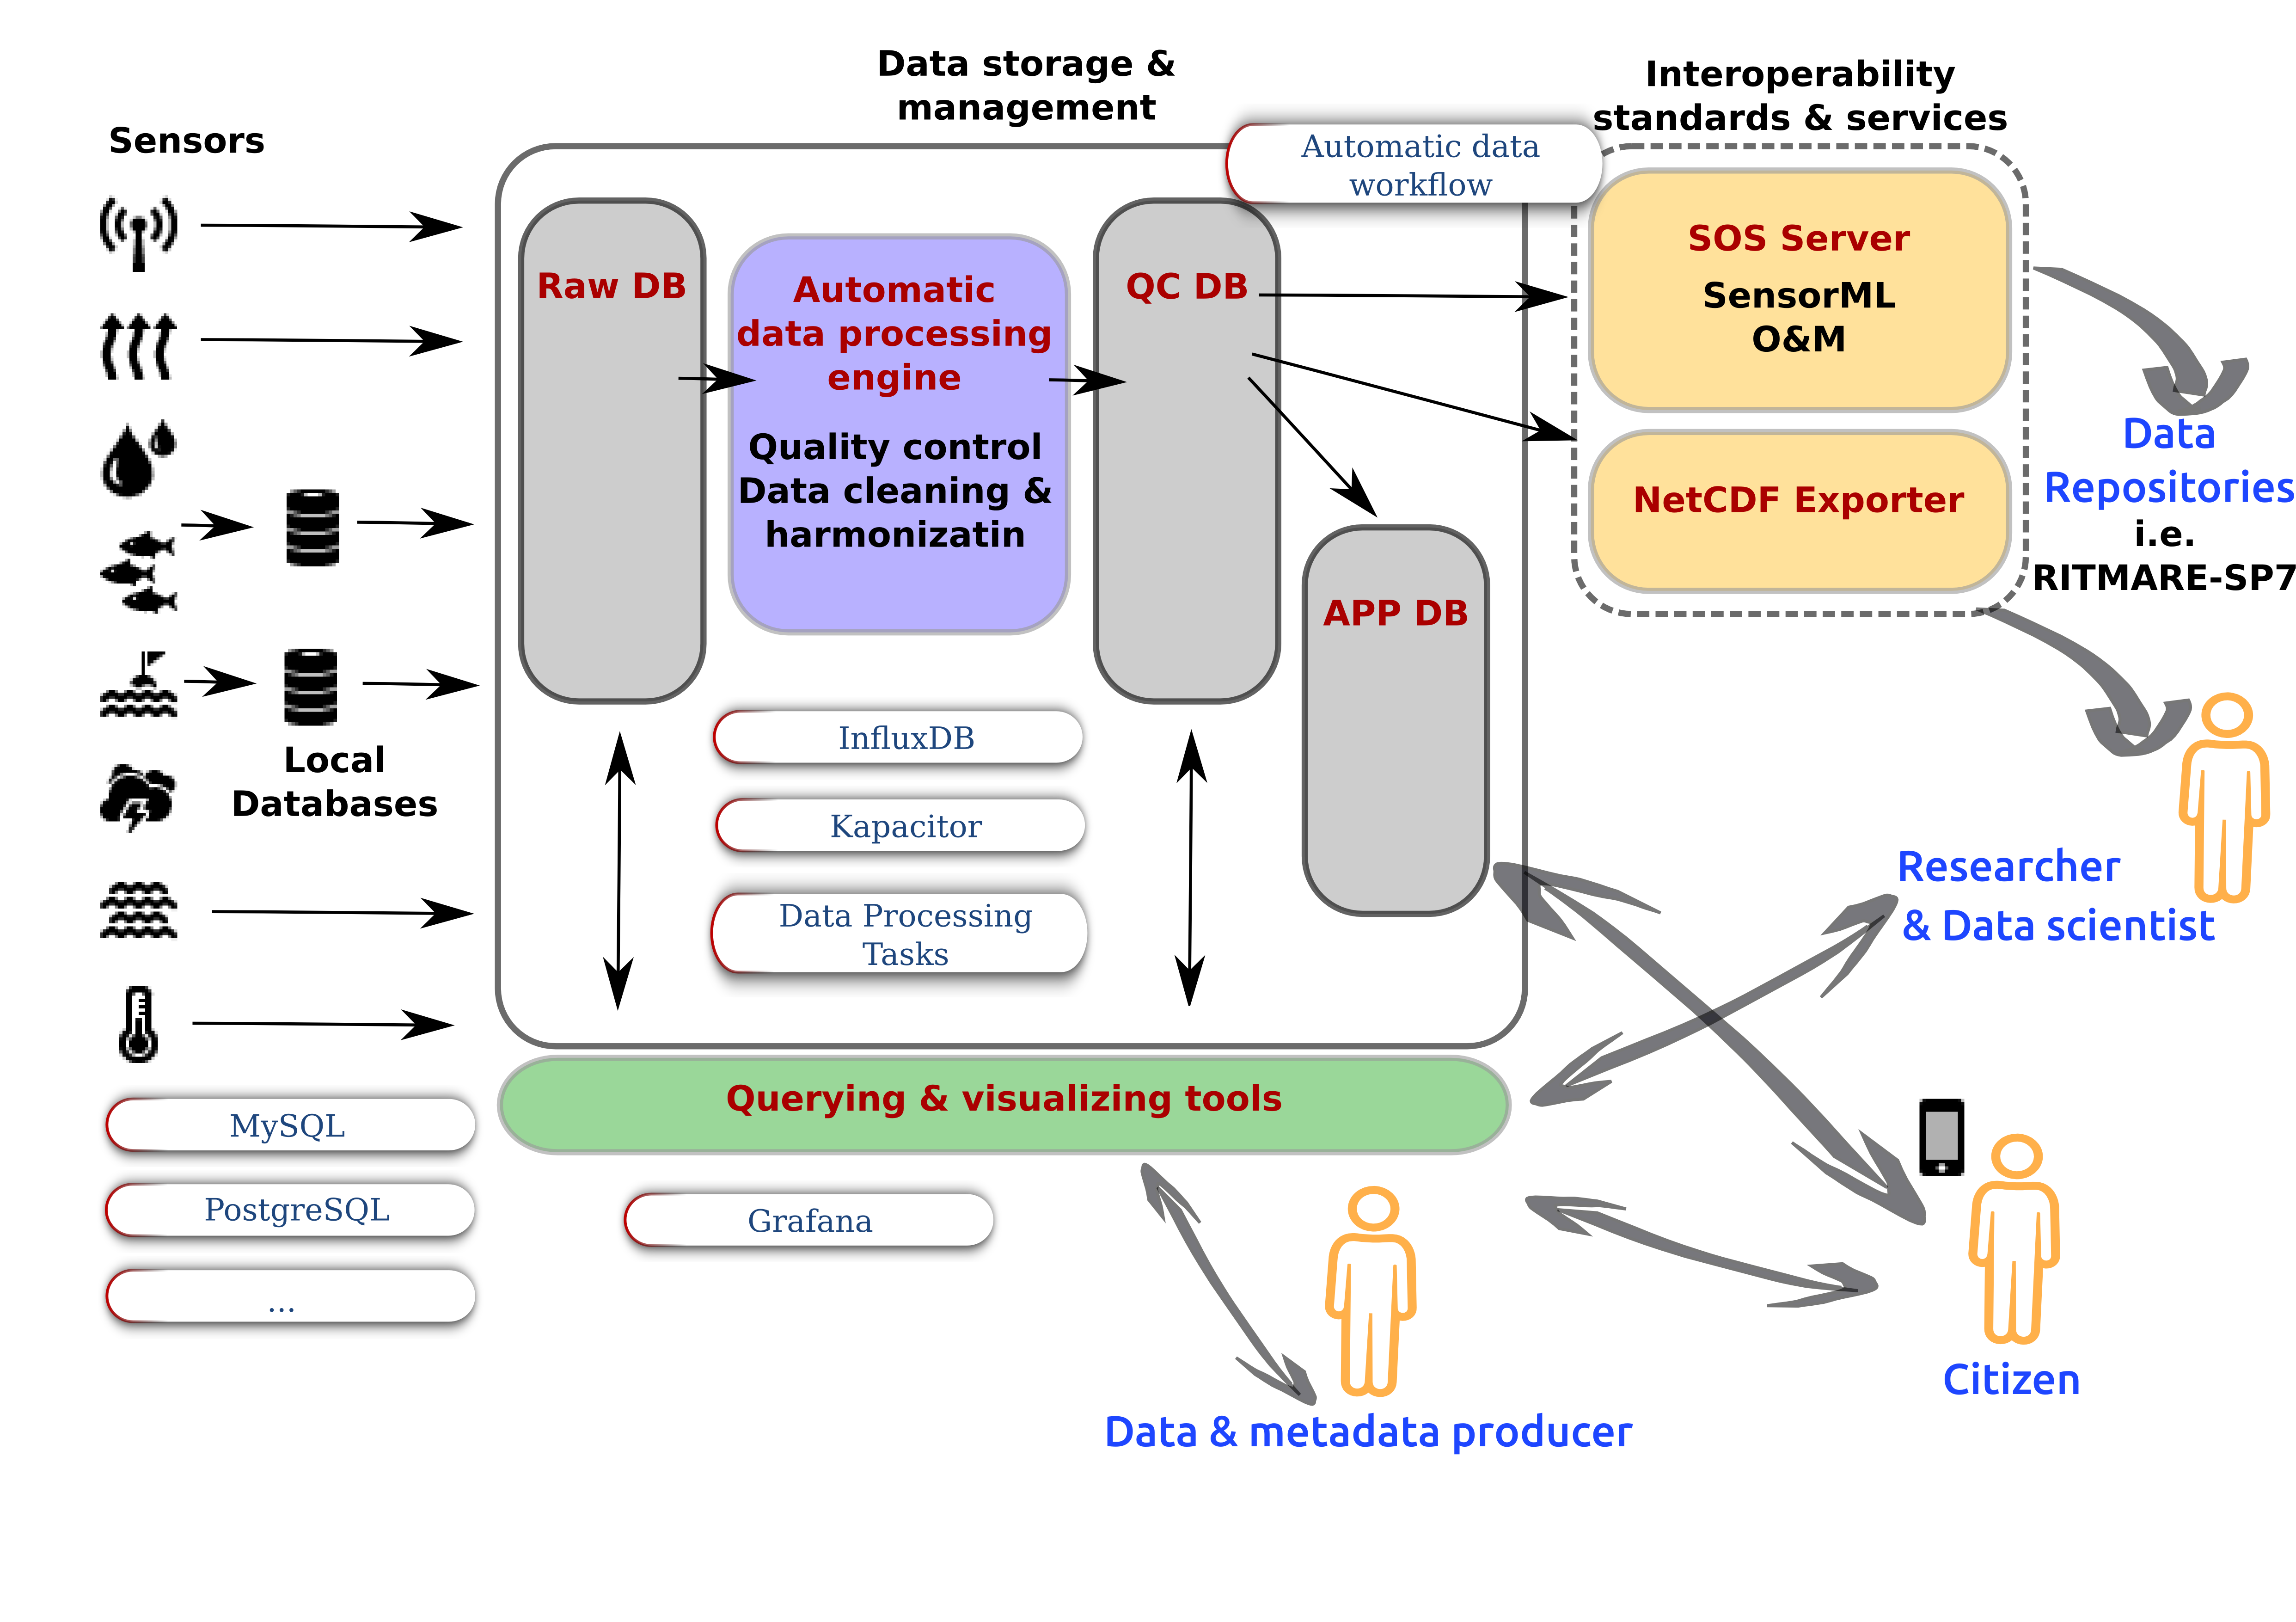 Data storage &
management
Interoperability
standards & services
Sensors
Automatic data
workflow
Raw DB
Automatic
data processing
engine
Quality control
Data cleaning &
harmonizatin
QC DB
APP DB
SOS Server
SensorML
O&M
NetCDF Exporter
Data
Repositories
i.e.
RITMARE-SP7
Local
Databases
InfluxDB
Kapacitor
Data Processing
Tasks
Researcher
& Data scientist
Querying & visualizing tools
MySQL
PostgreSQL
...
Grafana
Citizen
Data & metadata producer